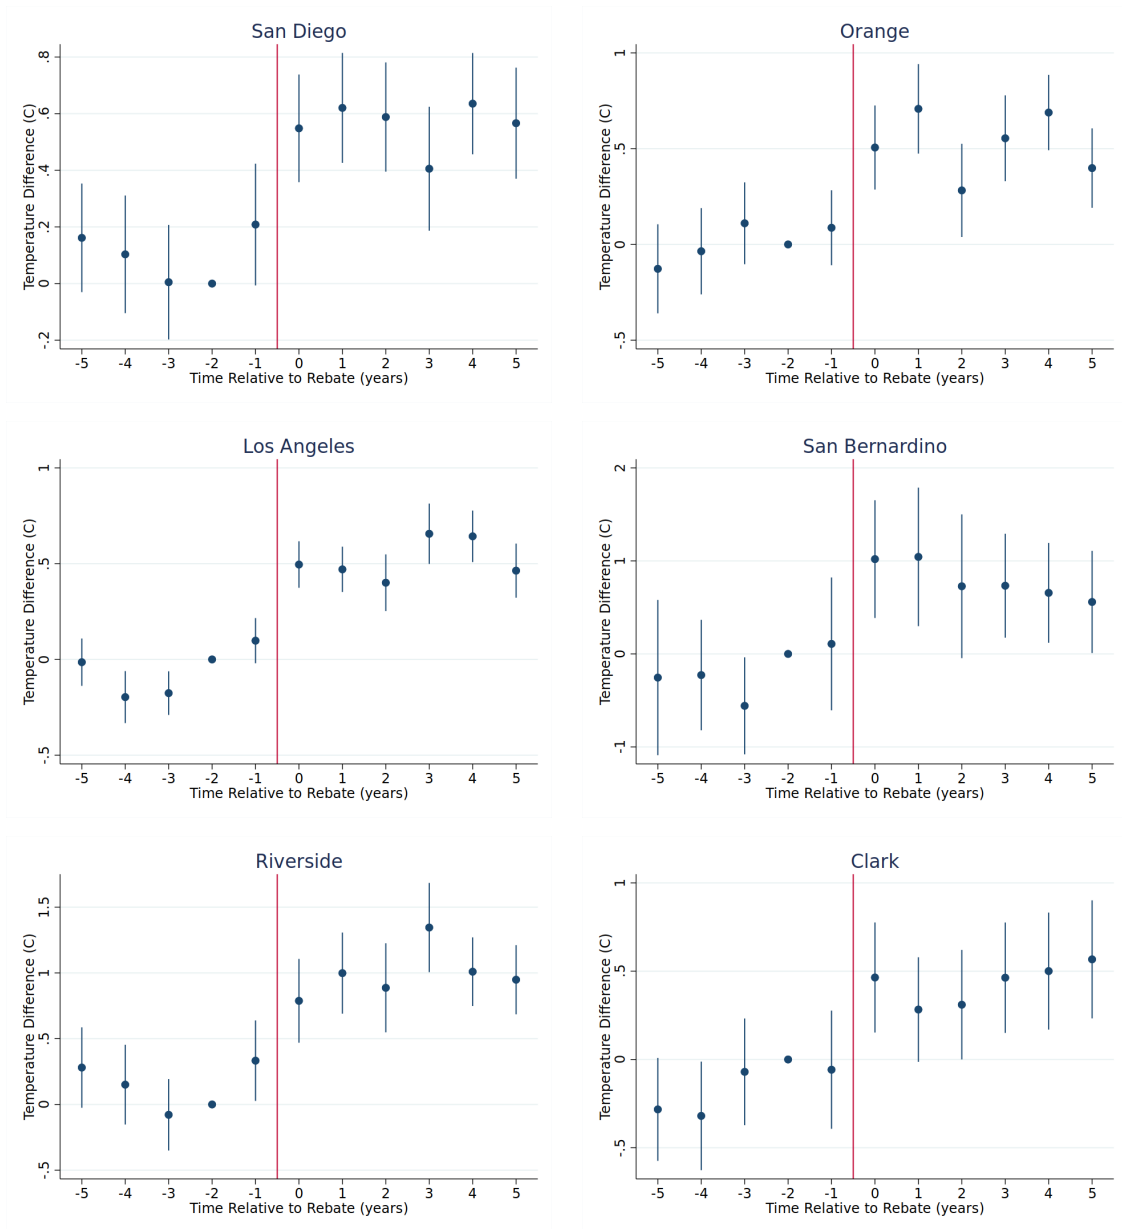 San Diego
Temperature Difference (C)
.8
.6
.4
.2
0
-.2
-5 -4 -3 -2 -1 0 1 2 3 4 5
Time Relative to Rebate (years)
Orange
Temperature Difference (C)
1
.5
0
-.5
-5 -4 -3 -2 -1 0 1 2 3 4 5
Time Relative to Rebate (years)
Los Angeles
Temperature Difference (C)
1
.5
0
-.5
-5 -4 -3 -2 -1 0 1 2 3 4 5
Time Relative to Rebate (years)
San Bernardino
Temperature Difference (C)
2
1
0
-1
-5 -4 -3 -2 -1 0 1 2 3 4 5
Time Relative to Rebate (years)
Riverside
Temperature Difference (C)
1.5
1
.5
0
-.5
-5 -4 -3 -2 -1 0 1 2 3 4 5
Time Relative to Rebate (years)
Clark
Temperature Difference (C)
1
.5
0
-.5
-5 -4 -3 -2 -1 0 1 2 3 4 5
Time Relative to Rebate (years)